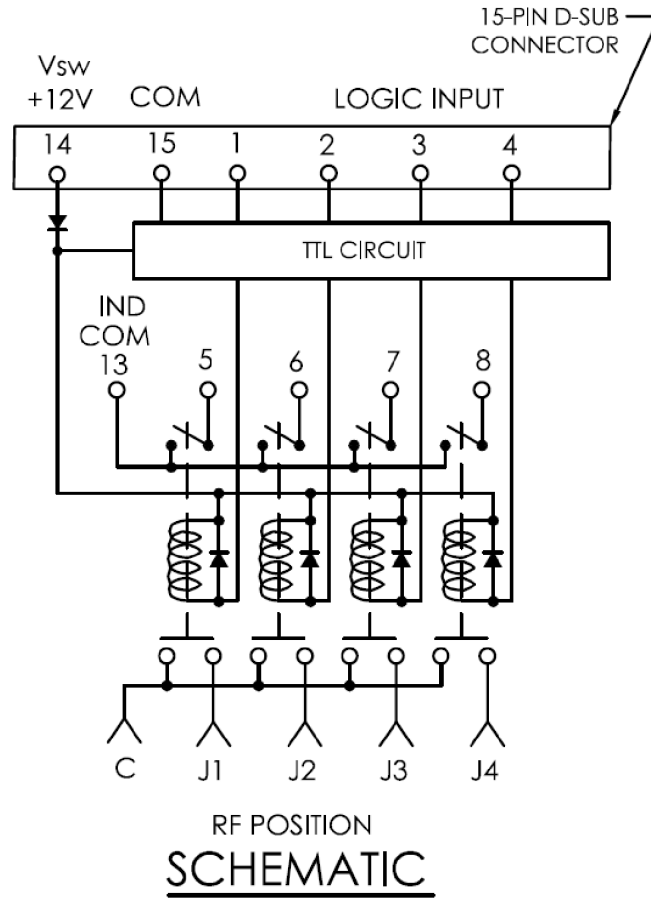 15-PIN D-SUB
CONNECTOR
Vsw
+12V COM LOGIC INPUT
14 15 1 2 3 4
TTL CIRCUIT
IND
COM
13 5 6 7 8
C J1 J2 J3 J4
RF POSITION
SCHEMATIC